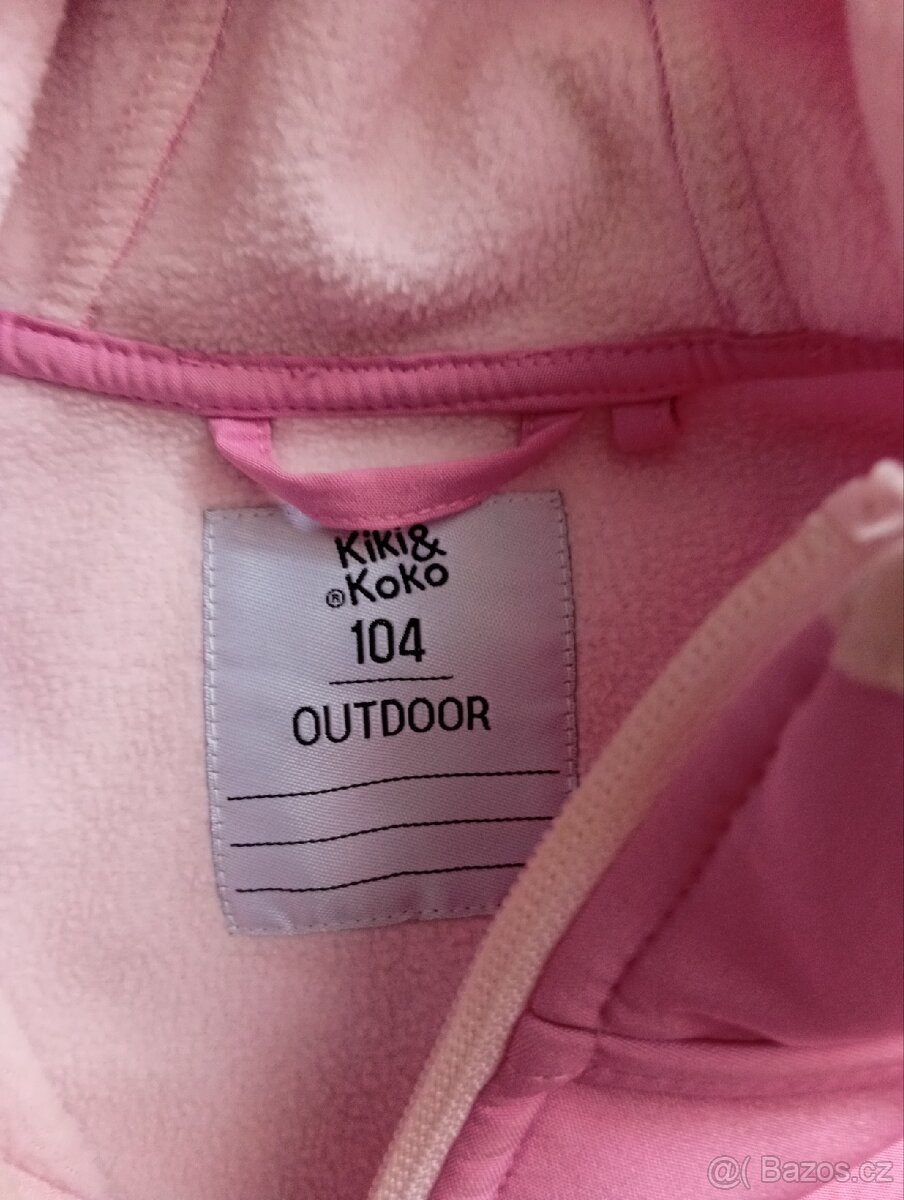 Kiki&
®Koko
104
OUTDOOR
@( Bazos.cz